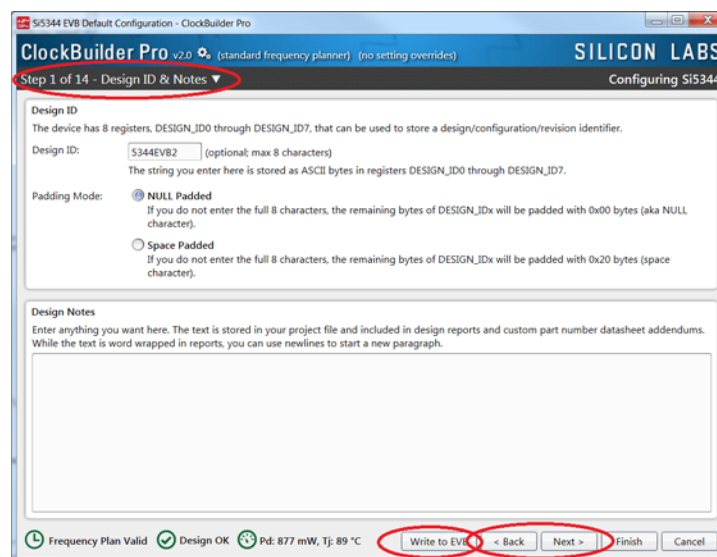 Si5344 EVB Default Configuration - ClockBuilder Pro
ClockBuilder Pro v2.0 (standard frequency planner) (no setting overrides) SILICON LABS
Step 1 of 14 - Design ID & Notes ▼ Configuring Si5344
Design ID
The device has 8 registers, DESIGN_ID0 through DESIGN_ID7, that can be used to store a design/configuration/revision identifier.
Design ID: 5344EVB2 (optional; max 8 characters)
The string you enter here is stored as ASCII bytes in registers DESIGN_ID0 through DESIGN_ID7.
Padding Mode: NULL Padded
If you do not enter the full 8 characters, the remaining bytes of DESIGN_IDx will be padded with 0x00 bytes (aka NULL
character).
Space Padded
If you do not enter the full 8 characters, the remaining bytes of DESIGN_IDx will be padded with 0x20 bytes (space
character).
Design Notes
Enter anything you want here. The text is stored in your project file and included in design reports and custom part number datasheet addendums.
While the text is word wrapped in reports, you can use newlines to start a new paragraph.
Frequency Plan Valid Design OK Pd: 877 mW, Tj: 89 °C Write to EVB < Back Next > Finish Cancel